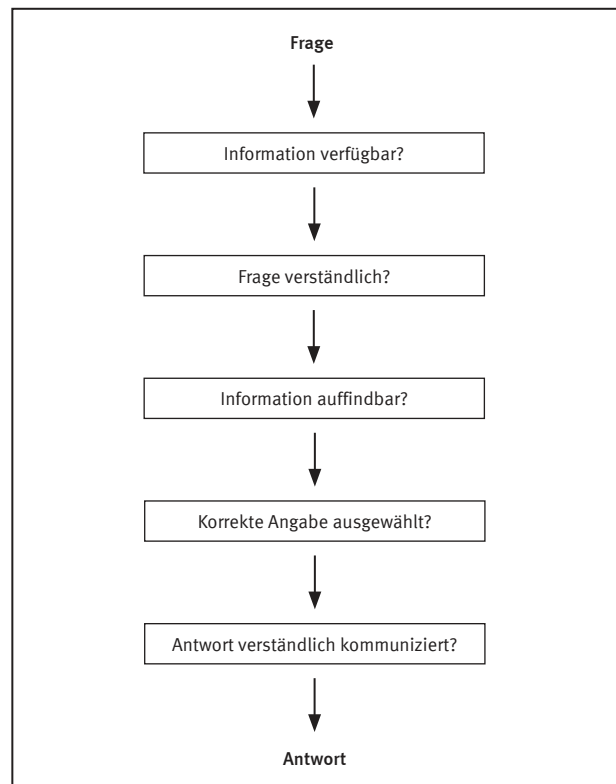 Frage
Information verfügbar?
Frage verständlich?
Information auffindbar?
Korrekte Angabe ausgewählt?
Antwort verständlich kommuniziert?
Antwort